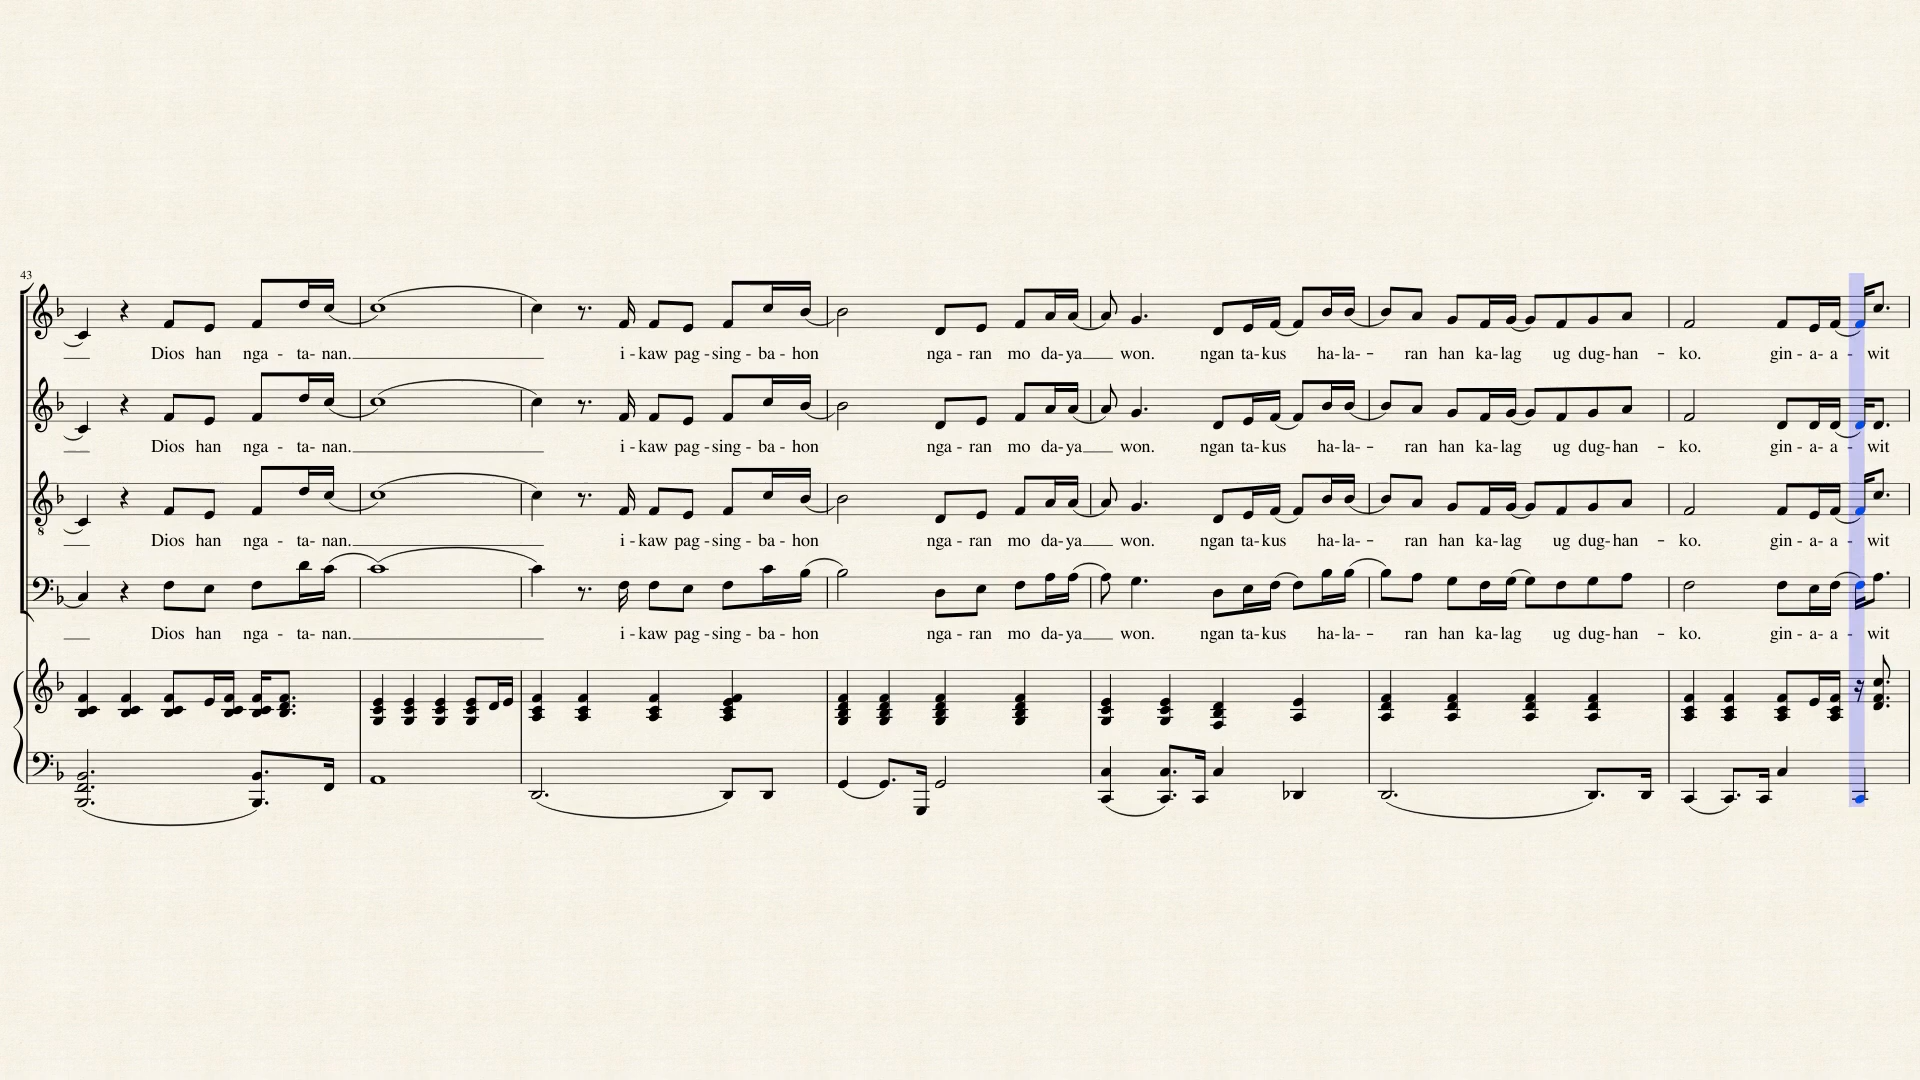 43
Dios han nga - ta- nan. i - kaw pag - sing - ba - hon nga - ran mo da- ya won. ngan ta- kus ha- la- - ran han ka- lag ug dug- han - ko. gin - a- a - wit
Dios han nga - ta- nan. i - kaw pag - sing - ba - hon nga - ran mo da- ya won. ngan ta- kus ha- la- - ran han ka- lag ug dug- han - ko. gin - a- a - wit
8
Dios han nga - ta- nan. i - kaw pag - sing - ba - hon nga - ran mo da- ya won. ngan ta- kus ha- la- - ran han ka- lag ug dug- han - ko. gin - a- a - wit
Dios han nga - ta- nan. i - kaw pag - sing - ba - hon nga - ran mo da- ya won. ngan ta- kus ha- la- - ran han ka- lag ug dug- han - ko. gin - a- a - wit